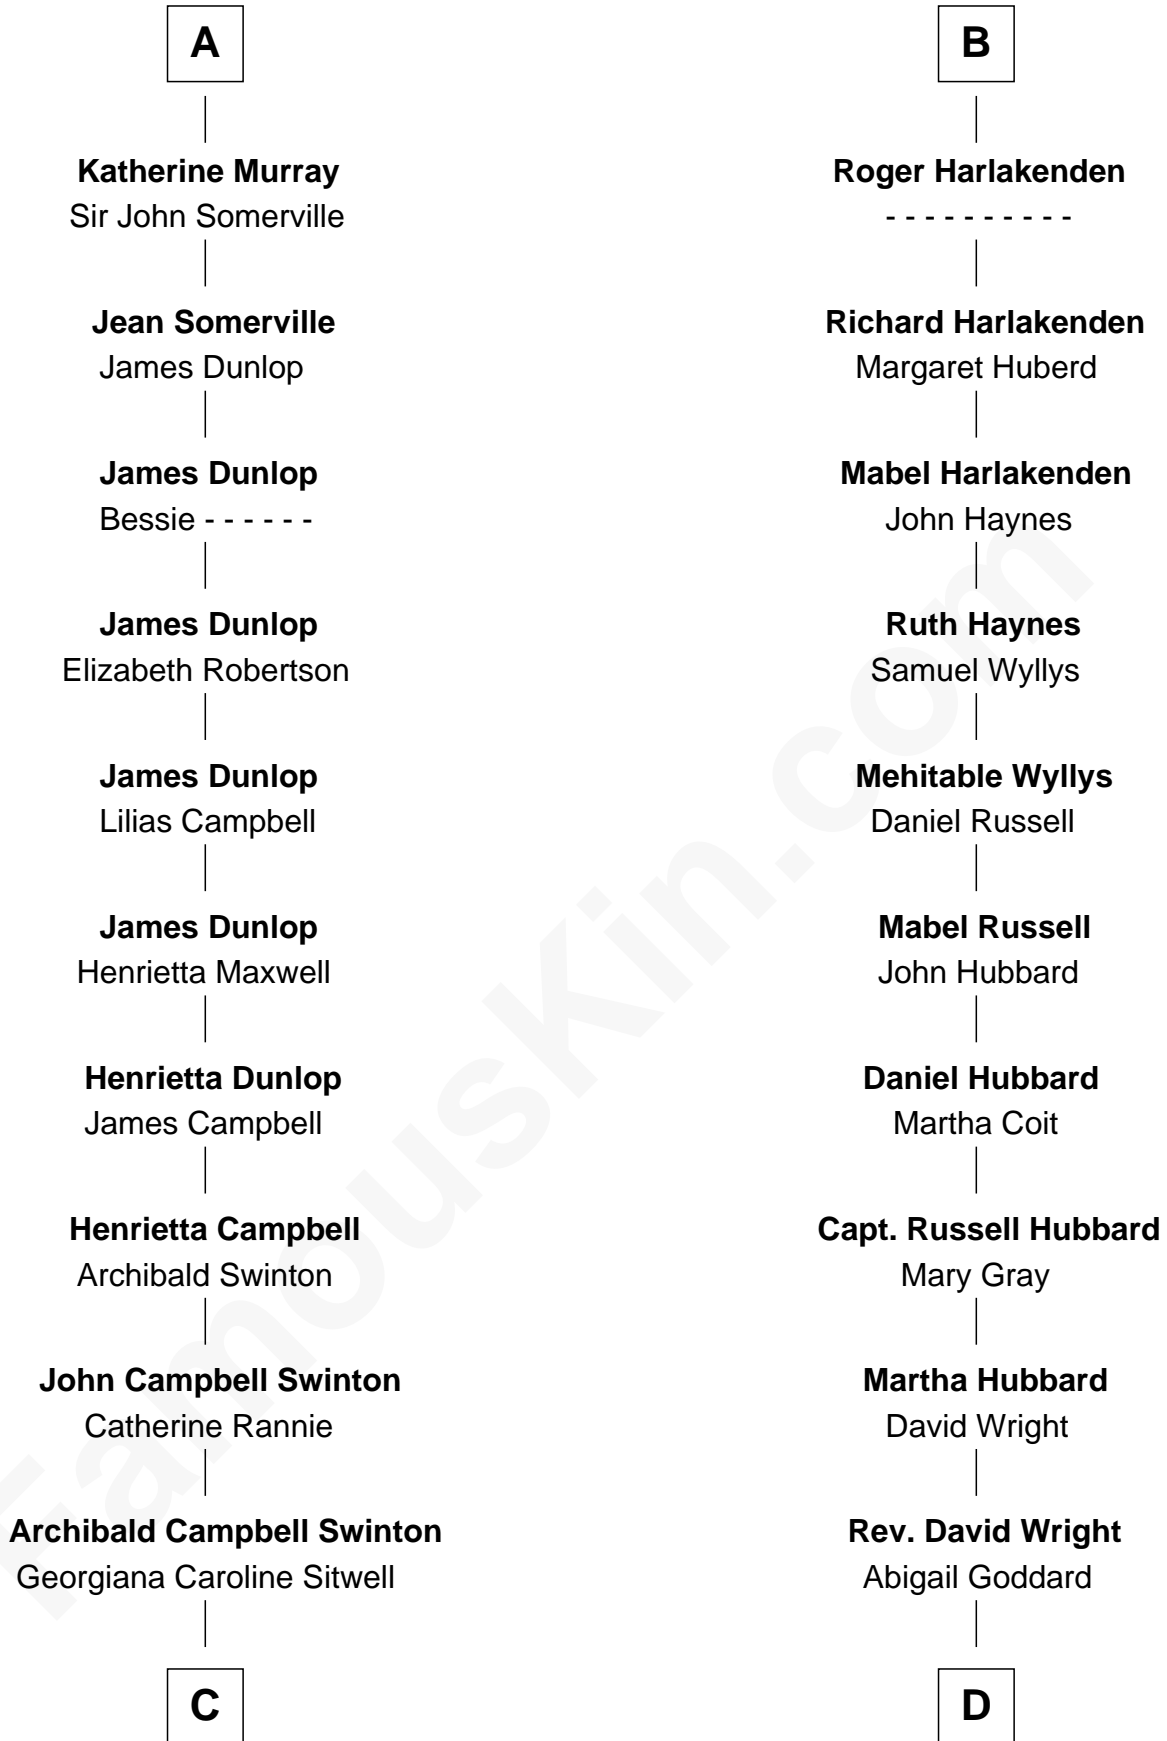 A
Katherine Murray
Sir John Somerville
Jean Somerville
James Dunlop
James Dunlop
Bessie - - - - - -
James Dunlop
Elizabeth Robertson
James Dunlop
Lilias Campbell
James Dunlop
Henrietta Maxwell
Henrietta Dunlop
James Campbell
Henrietta Campbell
Archibald Swinton
John Campbell Swinton
Catherine Rannie
Archibald Campbell Swinton
Georgiana Caroline Sitwell
C
B
Roger Harlakenden
- - - - - - - - - -
Richard Harlakenden
Margaret Huberd
Mabel Harlakenden
John Haynes
Ruth Haynes
Samuel Wyllys
Mehitable Wyllys
Daniel Russell
Mabel Russell
John Hubbard
Daniel Hubbard
Martha Coit
Capt. Russell Hubbard
Mary Gray
Martha Hubbard
David Wright
Rev. David Wright
Abigail Goddard
D
FamousKin.com